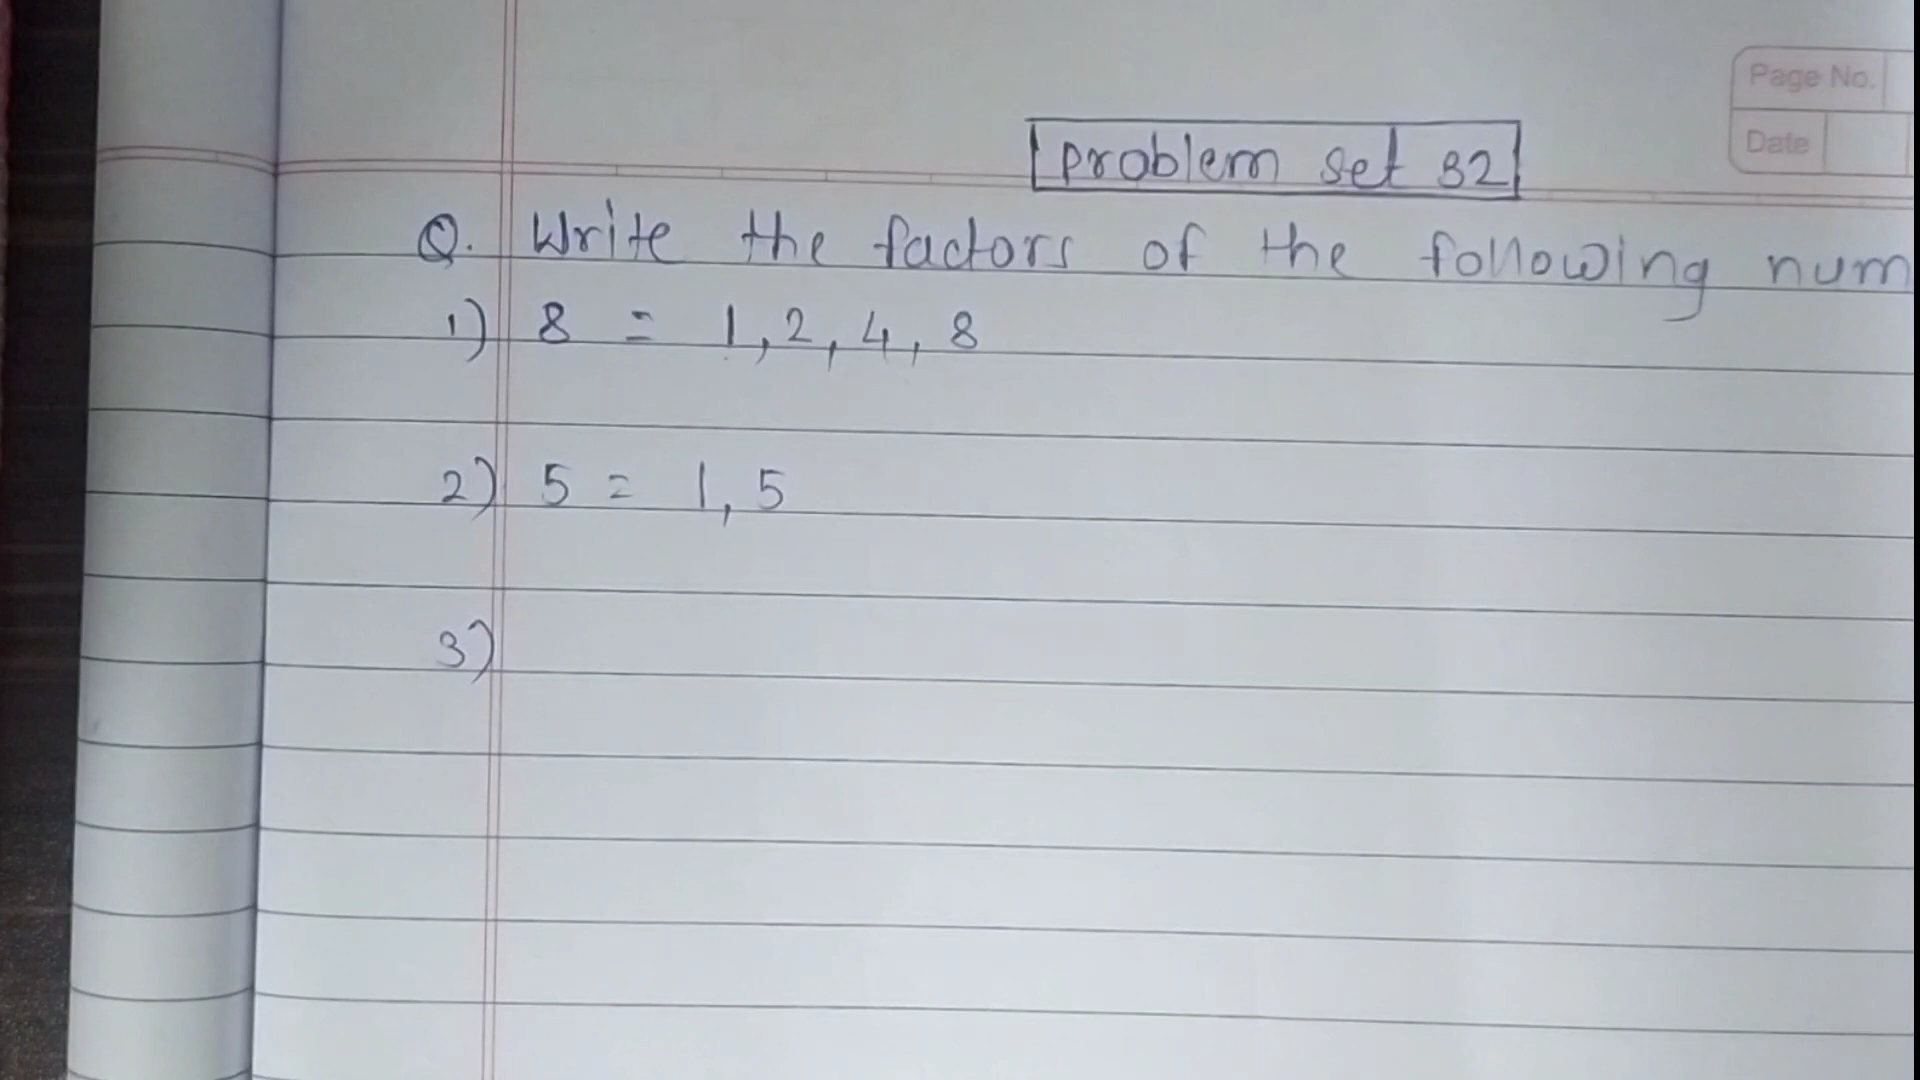 Page No.
Date
Problem set 32
Q. Write the factors of the following num
1) 8 = 1, 2, 4, 8
2) 5 = 1, 5
3)